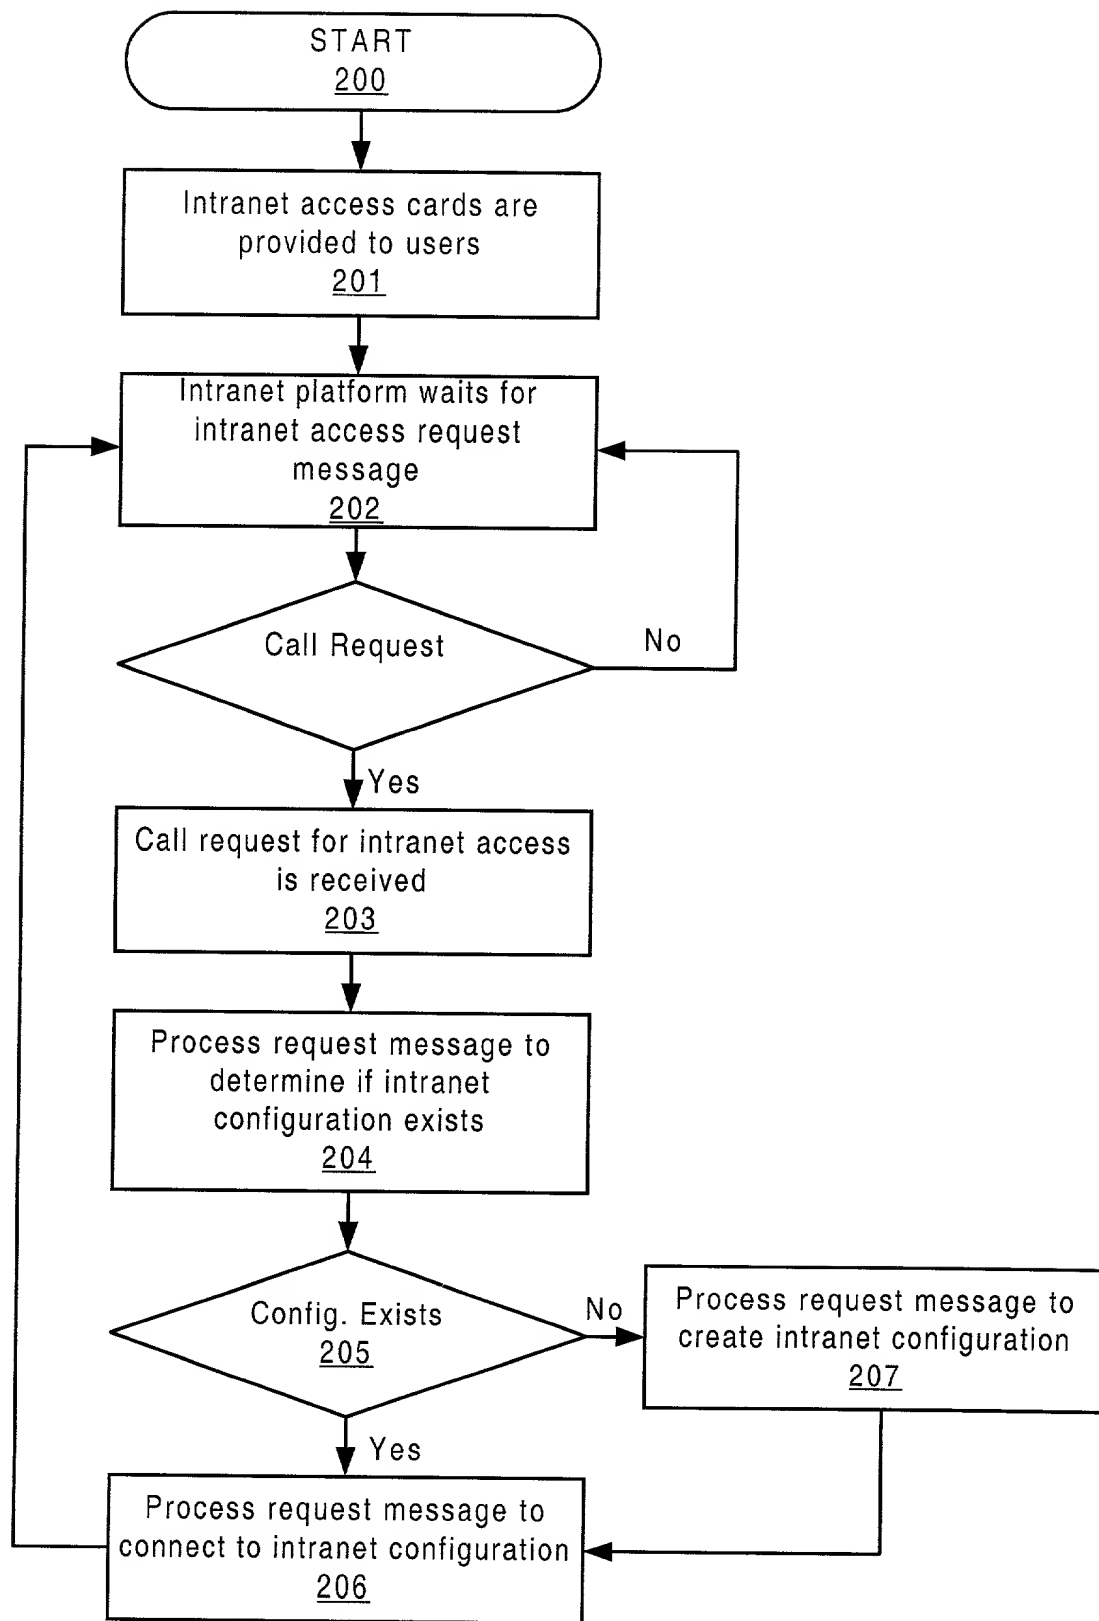 START
200
Intranet access cards are
provided to users
201
Intranet platform waits for
intranet access request
message
202
Call Request
No
Yes
Call request for intranet access
is received
203
Process request message to
determine if intranet
configuration exists
204
Config. Exists
205
No
Process request message to
create intranet configuration
207
Yes
Process request message to
connect to intranet configuration
206